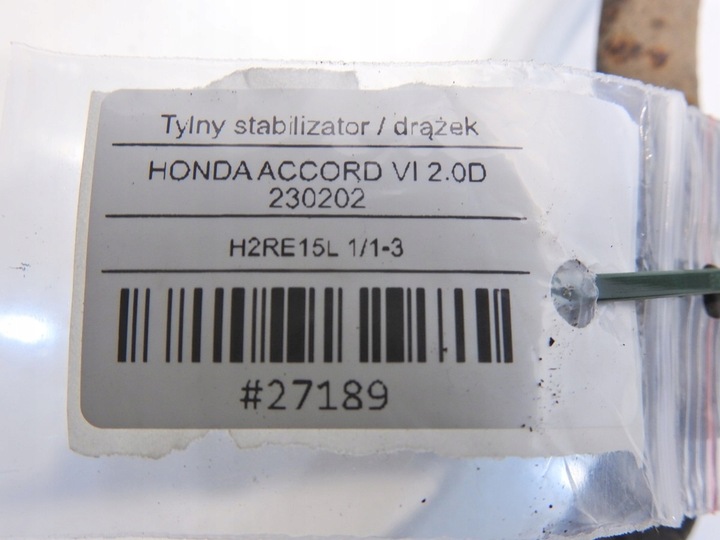 Tylny stabilizator / drążek
HONDA ACCORD VI 2.0D
230202
H2RE15L 1/1-3
#27189